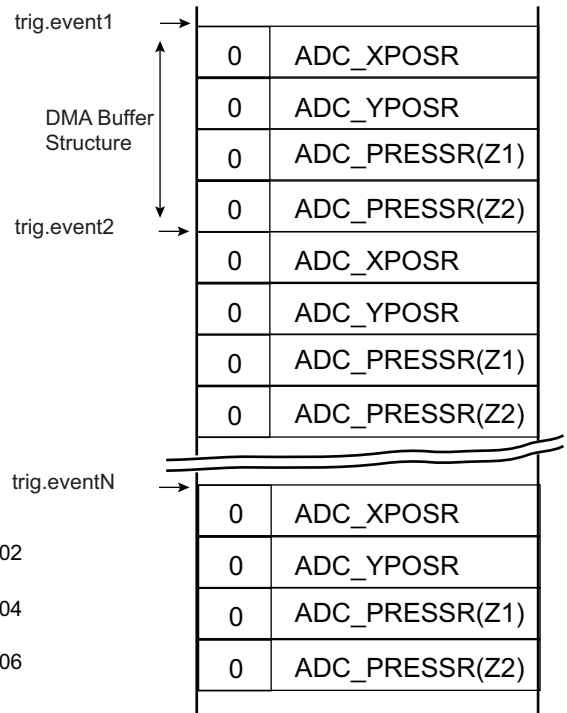 trig.event1
0 ADC_XPOSR
DMA Buffer
Structure
0 ADC_YPOSR
0 ADC_PRESSR(Z1)
0 ADC_PRESSR(Z2)
trig.event2
0 ADC_XPOSR
0 ADC_YPOSR
0 ADC_PRESSR(Z1)
0 ADC_PRESSR(Z2)
trig.eventN
0 ADC_XPOSR
02 0 ADC_YPOSR
04 0 ADC_PRESSR(Z1)
06 0 ADC_PRESSR(Z2)